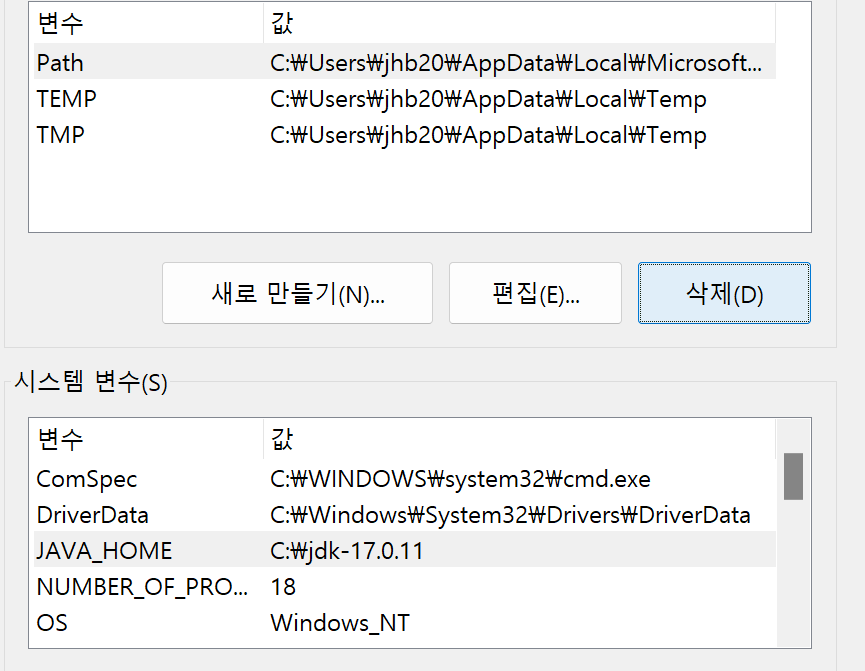 변수 값
Path C:₩Users₩jhb20₩AppData₩Local₩Microsoft...
TEMP C:₩Users₩jhb20₩AppData₩Local₩Temp
TMP C:₩Users₩jhb20₩AppData₩Local₩Temp
새로 만들기(N)... 편집(E)... 삭제(D)
시스템 변수(S)
변수 값
ComSpec C:₩WINDOWS₩system32₩cmd.exe
DriverData C:₩Windows₩System32₩Drivers₩DriverData
JAVA_HOME C:₩jdk-17.0.11
NUMBER_OF_PRO... 18
OS Windows_NT